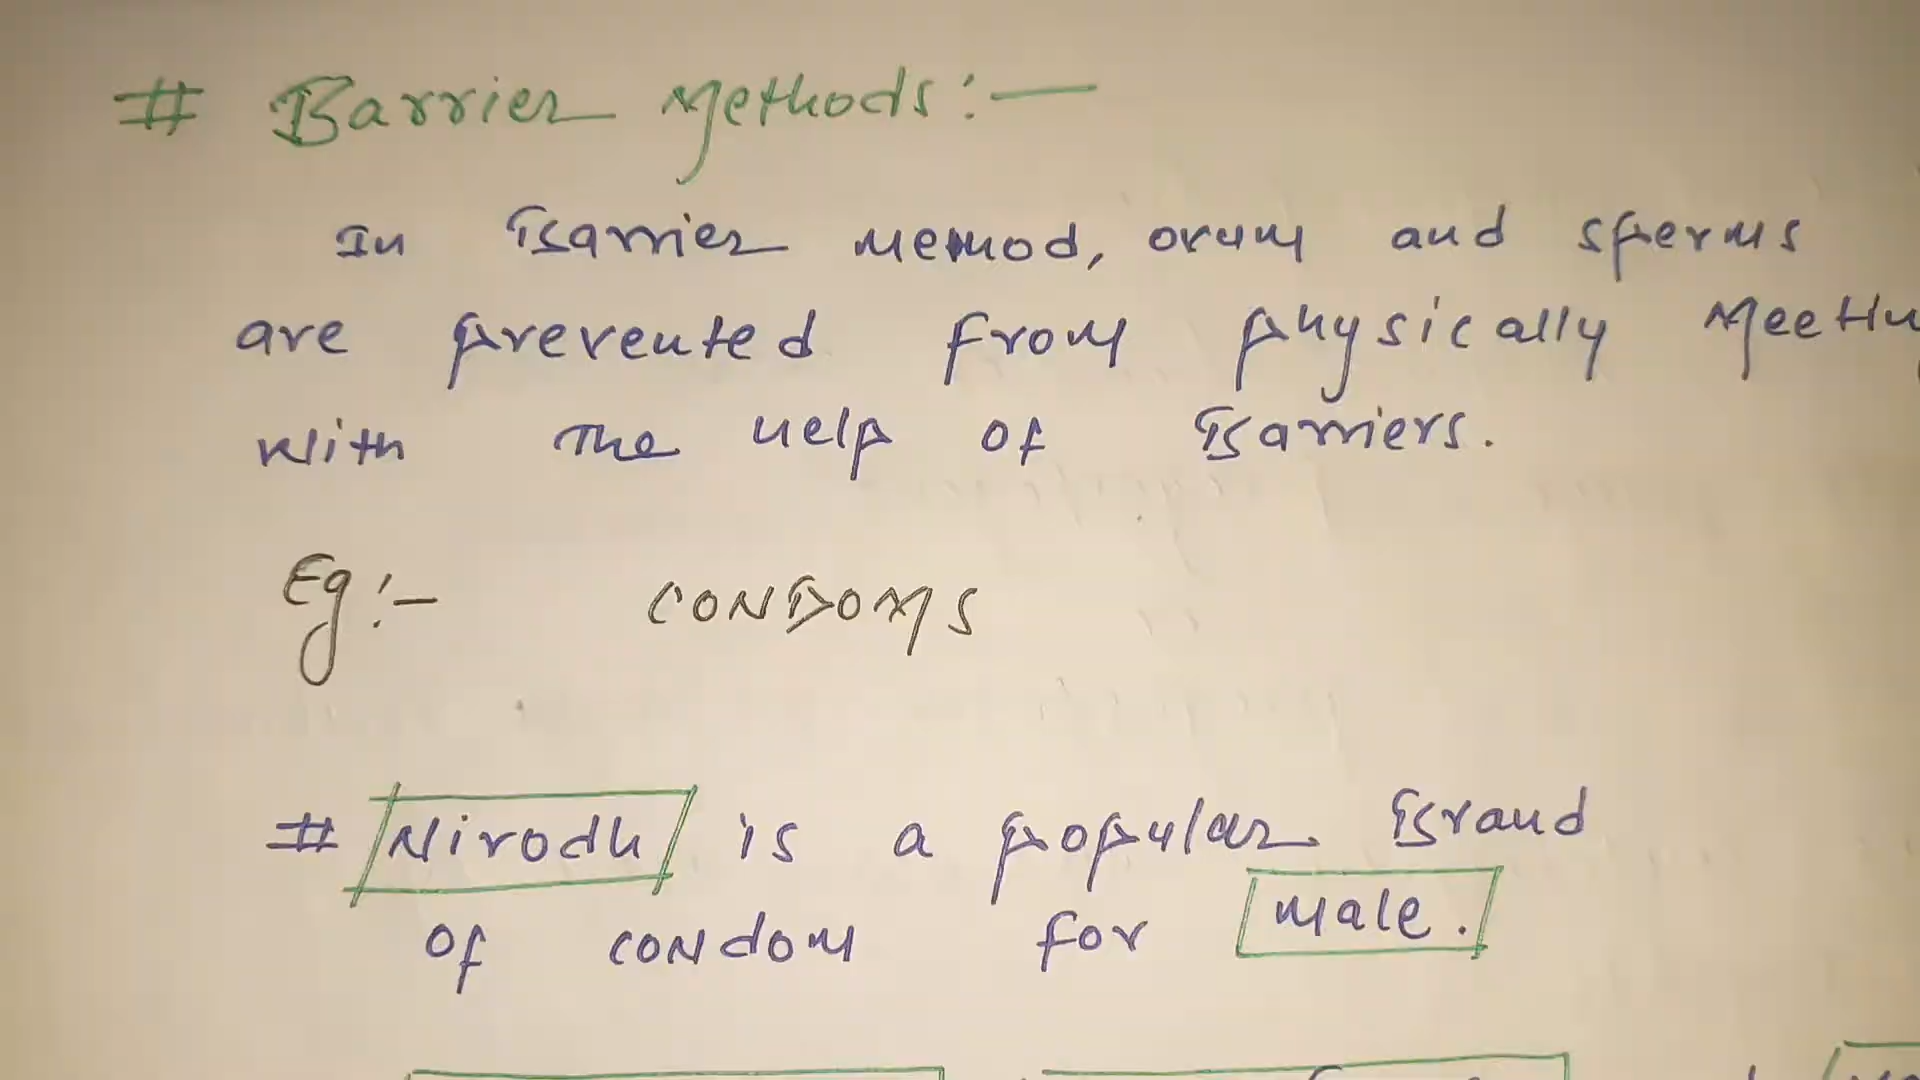 # Barrier Methods:-
In Barrier method, ovum and sperms
are prevented from physically
with the help of Barriers.
Eg:- CONDOMS
# Nirodh is a popular Brand
of condom for male.